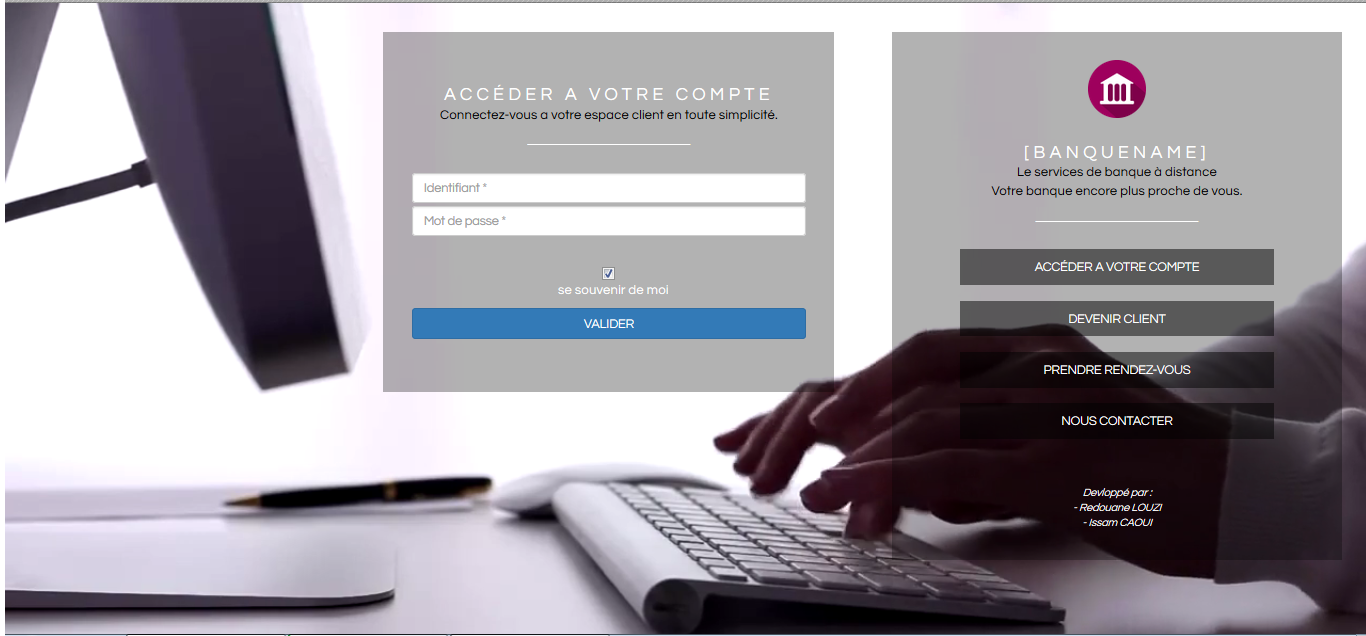 ACCÉDER A VOTRE COMPTE
Connectez-vous a votre espace client en toute simplicité.
Identifiant *
Mot de passe *
se souvenir de moi
VALIDER
[BANQUENAME]
Le services de banque à distance
Votre banque encore plus proche de vous.
ACCÉDER A VOTRE COMPTE
DEVENIR CLIENT
PRENDRE RENDEZ-VOUS
NOUS CONTACTER
Devloppé par :
- Redouane LOUZI
- Issam CAOUI